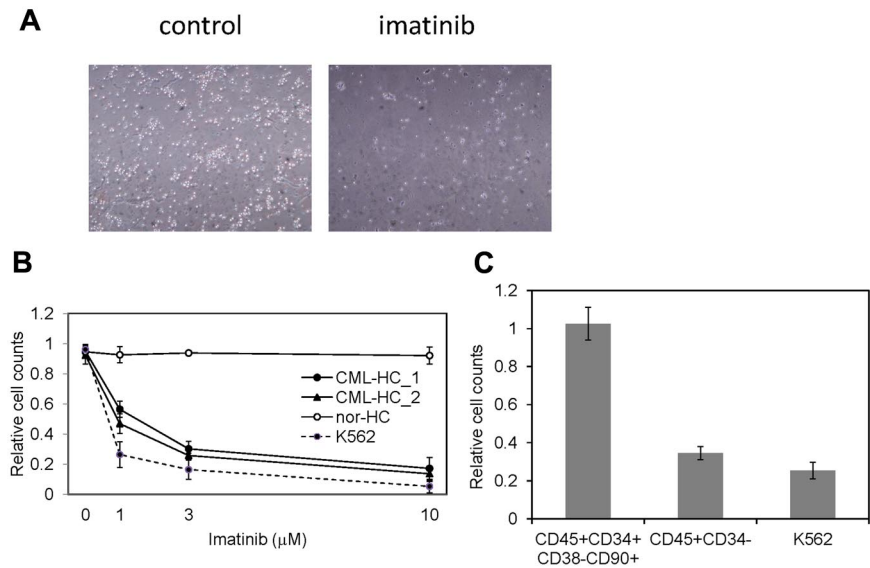 A
control
imatinib
B
Relative cell counts
1.2
1
0.8
0.6
0.4
0.2
0
CML-HC_1
CML-HC_2
nor-HC
K562
0 1 3 10
Imatinib (μM)
C
Relative cell counts
1.2
1
0.8
0.6
0.4
0.2
0
CD45+CD34+
CD38-CD90+
CD45+CD34-
K562